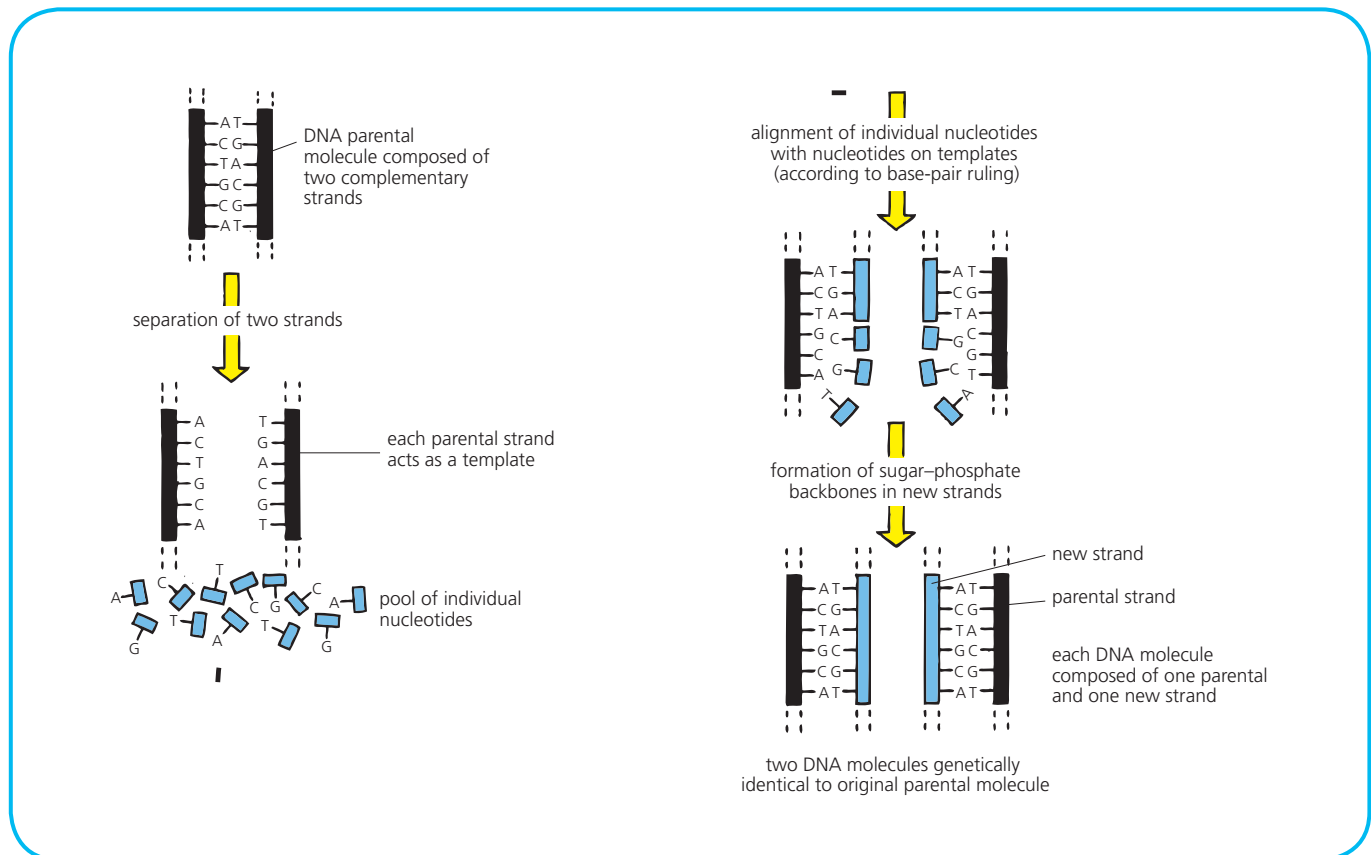 A T
C G
T A
G C
C G
A T
DNA parental
molecule composed of
two complementary
strands
separation of two strands
A T
C G
T A
G C
C G
A T
each parental strand
acts as a template
A C T C G C A
G T A T G
pool of individual
nucleotides
alignment of individual nucleotides
with nucleotides on templates
(according to base-pair ruling)
A T A T
C G C G
T A T A
G C G C
C G C G
A T A T
formation of sugar–phosphate
backbones in new strands
new strand
parental strand
A T A T
C G C G
T A T A
G C G C
C G C G
A T A T
each DNA molecule
composed of one parental
and one new strand
two DNA molecules genetically
identical to original parental molecule